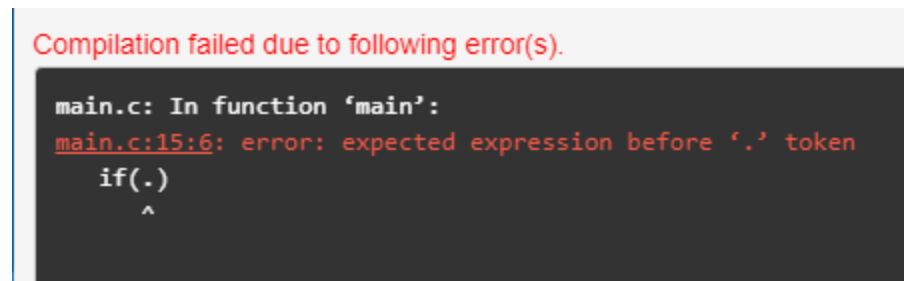 Compilation failed due to following error(s).
main.c: In function ‘main’:
main.c:15:6: error: expected expression before ‘.’ token
if(.)
^